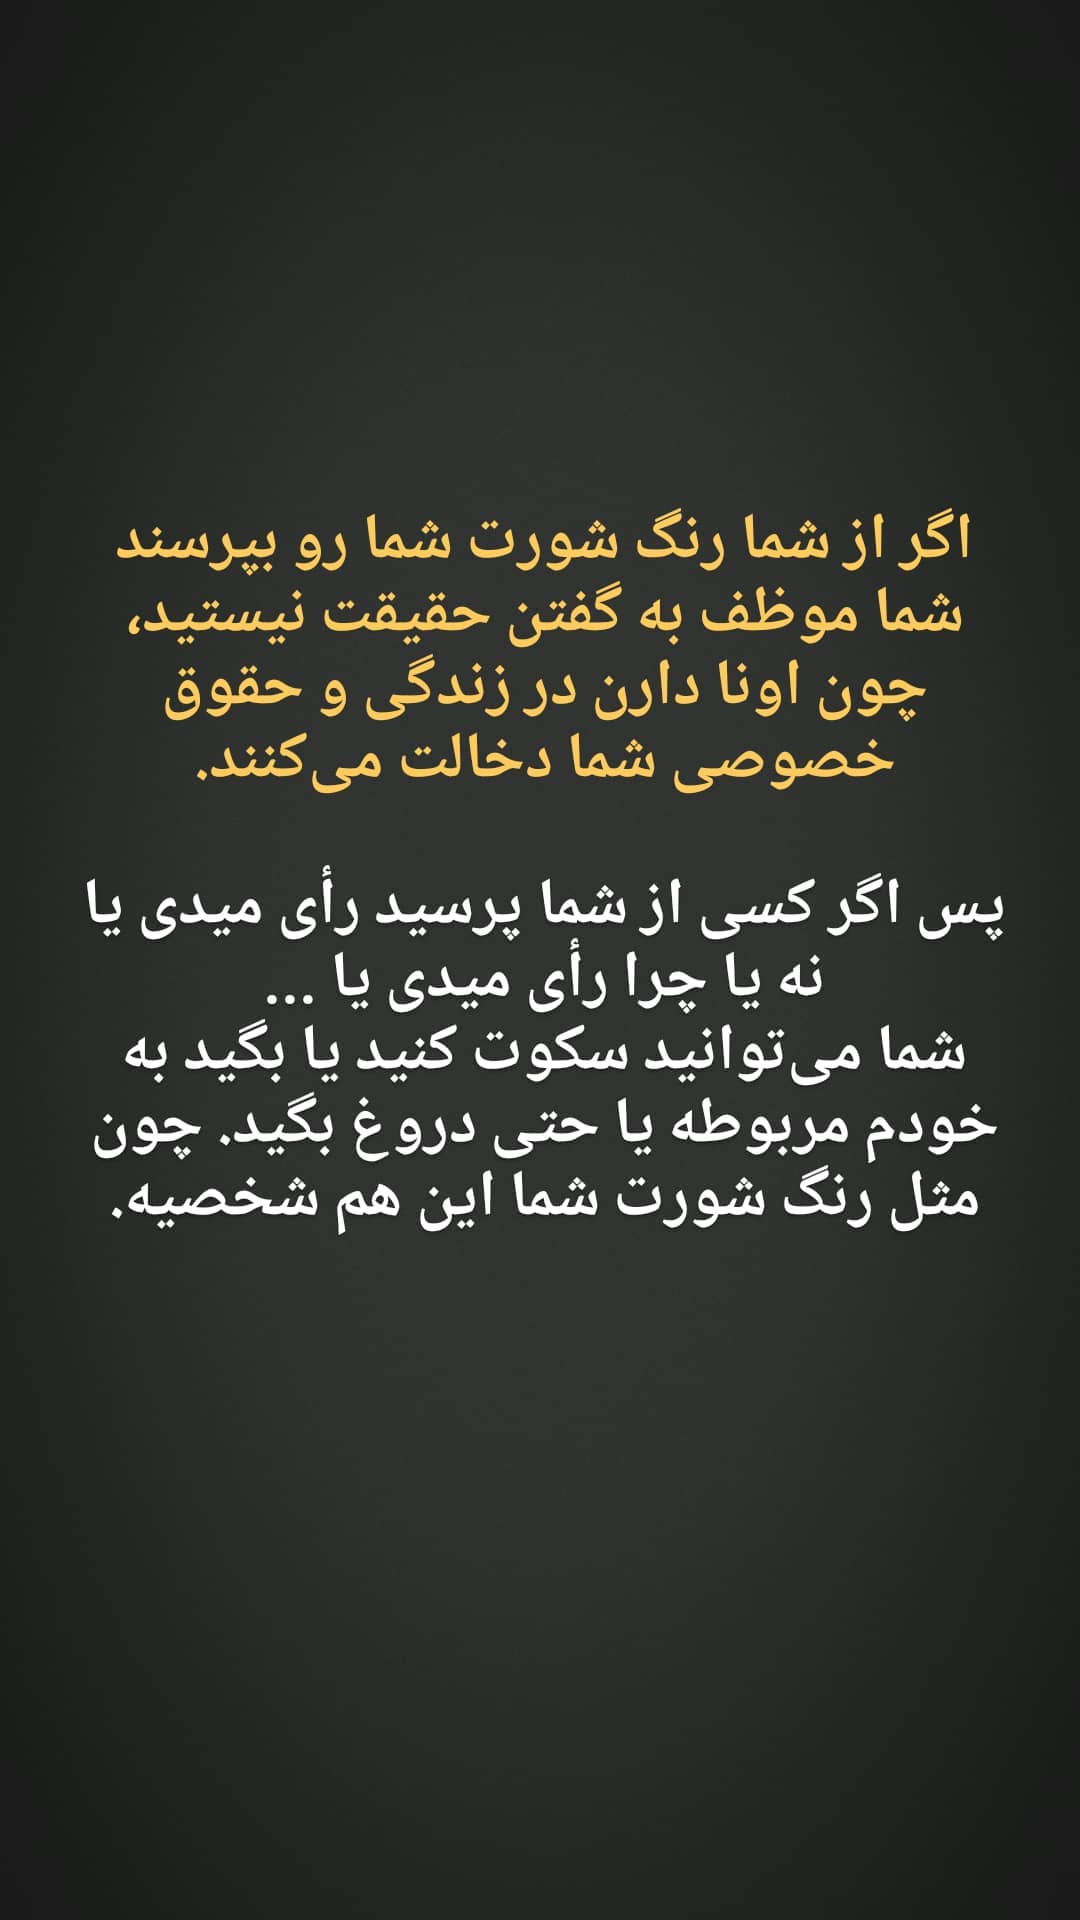 اگر از شما رنگ شورت شما رو بپرسند
شما موظف به گفتن حقیقت نیستید،
چون اونا دارن در زندگی و حقوق
خصوصی شما دخالت می‌کنند.
پس اگر کسی از شما پرسید رأی میدی یا
نه یا چرا رأی میدی یا ...
شما می‌توانید سکوت کنید یا بگید به
خودم مربوطه یا حتی دروغ بگید. چون
مثل رنگ شورت شما این هم شخصیه.